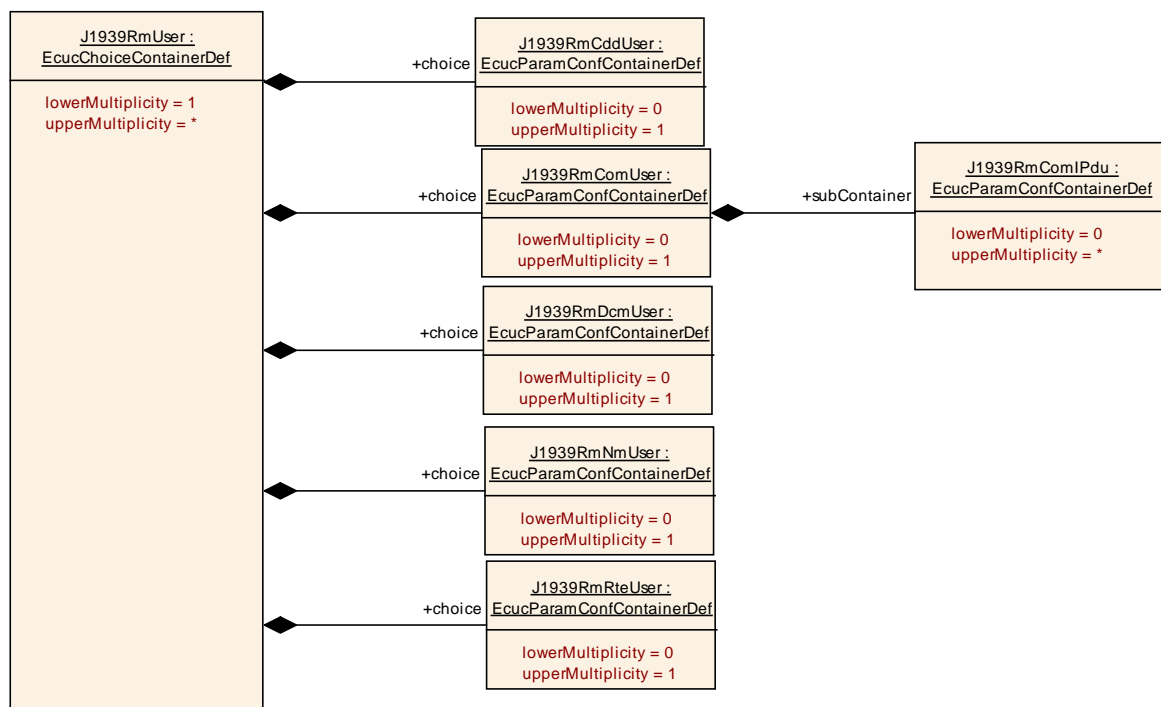 J1939RmUser :
EcucChoiceContainerDef
lowerMultiplicity = 1
upperMultiplicity = *
+choice
J1939RmCddUser :
EcucParamConfContainerDef
lowerMultiplicity = 0
upperMultiplicity = 1
+choice
J1939RmComUser :
EcucParamConfContainerDef
lowerMultiplicity = 0
upperMultiplicity = 1
+subContainer
J1939RmComIPdu :
EcucParamConfContainerDef
lowerMultiplicity = 0
upperMultiplicity = *
+choice
J1939RmDcmUser :
EcucParamConfContainerDef
lowerMultiplicity = 0
upperMultiplicity = 1
+choice
J1939RmNmUser :
EcucParamConfContainerDef
lowerMultiplicity = 0
upperMultiplicity = 1
+choice
J1939RmRteUser :
EcucParamConfContainerDef
lowerMultiplicity = 0
upperMultiplicity = 1